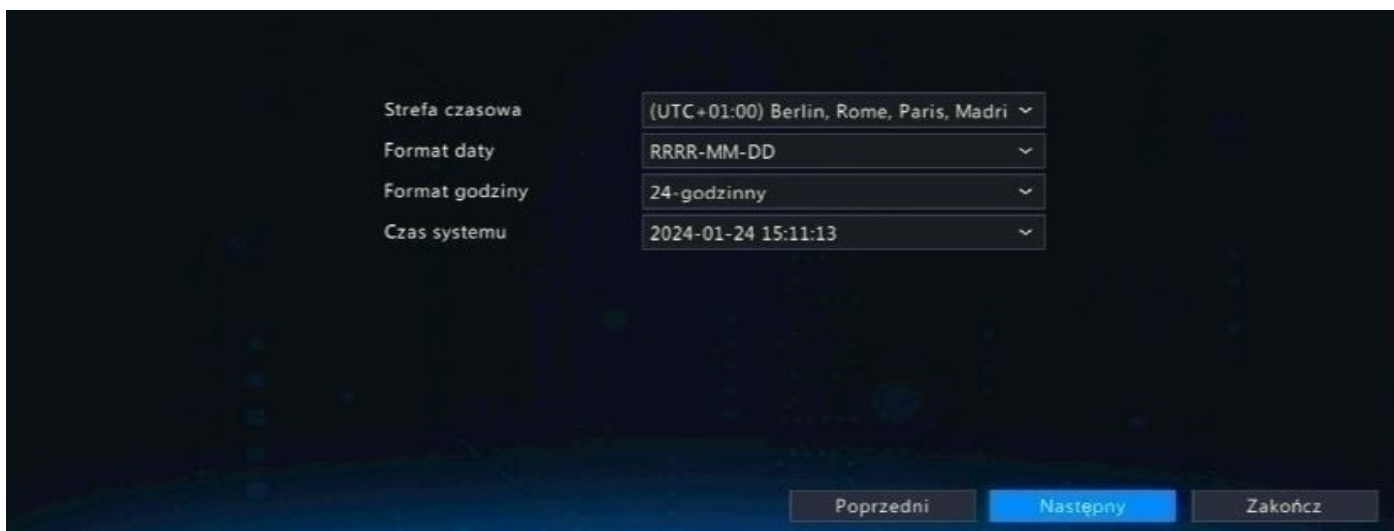 Strefa czasowa (UTC+01:00) Berlin, Rome, Paris, Madri
Format daty RRRR-MM-DD
Format godziny 24-godzinny
Czas systemu 2024-01-24 15:11:13
Poprzedni Następny Zakończ